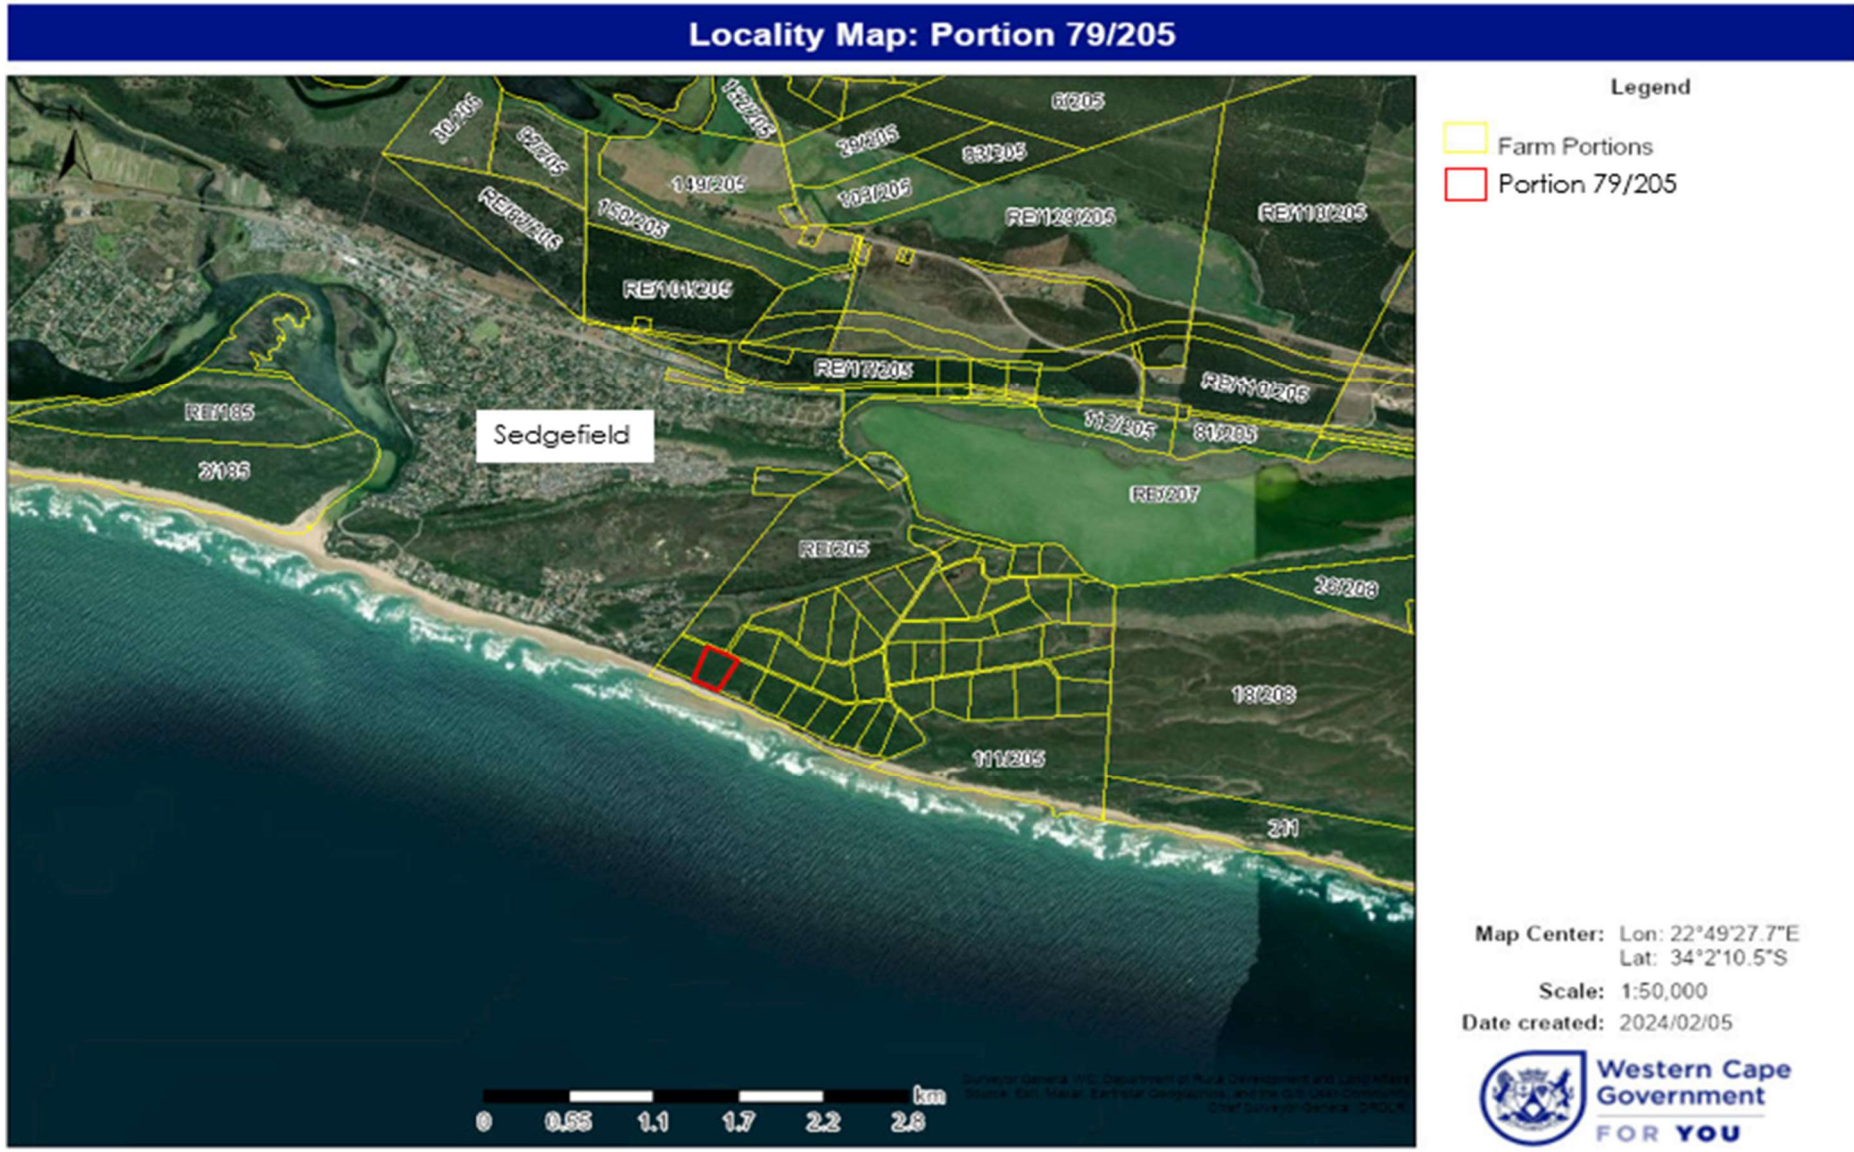 Locality Map: Portion 79/205
Legend
Farm Portions
Portion 79/205
N
30/205
92/205
132/205
6/205
29/205
83/205
149/205
109/205
RE/82/205
150/205
RE/129/205
RE/118/205
RE/101/205
RE/17/205
RE/110/205
RE/185
112/205
81/205
Sedgefield
2/185
RE/207
RE/205
26/208
18/208
111/205
211
Map Center: Lon: 22°49'27.7"E
Lat: 34°2'10.5"S
Scale: 1:50,000
Date created: 2024/02/05
km
0 0.55 1.1 1.7 2.2 2.8
Western Cape
Government
FOR YOU